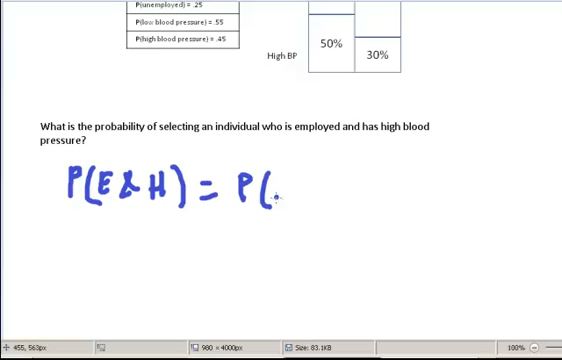 P(unemployed) = .25
P(low blood pressure) = .55
P(high blood pressure) = .45
50%
30%
High BP
What is the probability of selecting an individual who is employed and has high blood
pressure?
P(E & H) = P(
455, 563px
980 × 4000px
Size: 83.1KB
100%